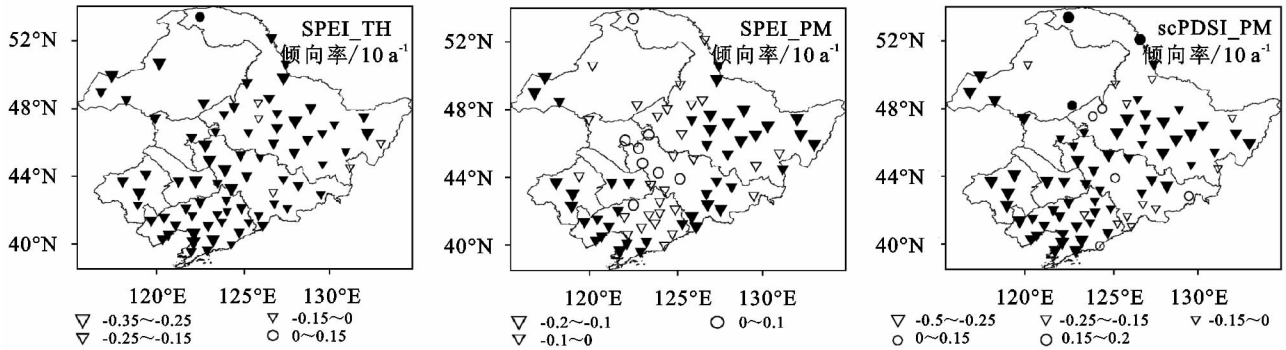 SPEI_TH
倾向率/10 a⁻¹
52°N
48°N
44°N
40°N
120°E 125°E 130°E
-0.35～-0.25 -0.15～0
-0.25～-0.15 0～0.15
SPEI_PM
倾向率/10 a⁻¹
52°N
48°N
44°N
40°N
120°E 125°E 130°E
-0.2～-0.1 0～0.1
-0.1～0
scPDSI_PM
倾向率/10 a⁻¹
52°N
48°N
44°N
40°N
120°E 125°E 130°E
-0.5～-0.25 -0.25～-0.15 -0.15～0
0～0.15 0.15～0.2